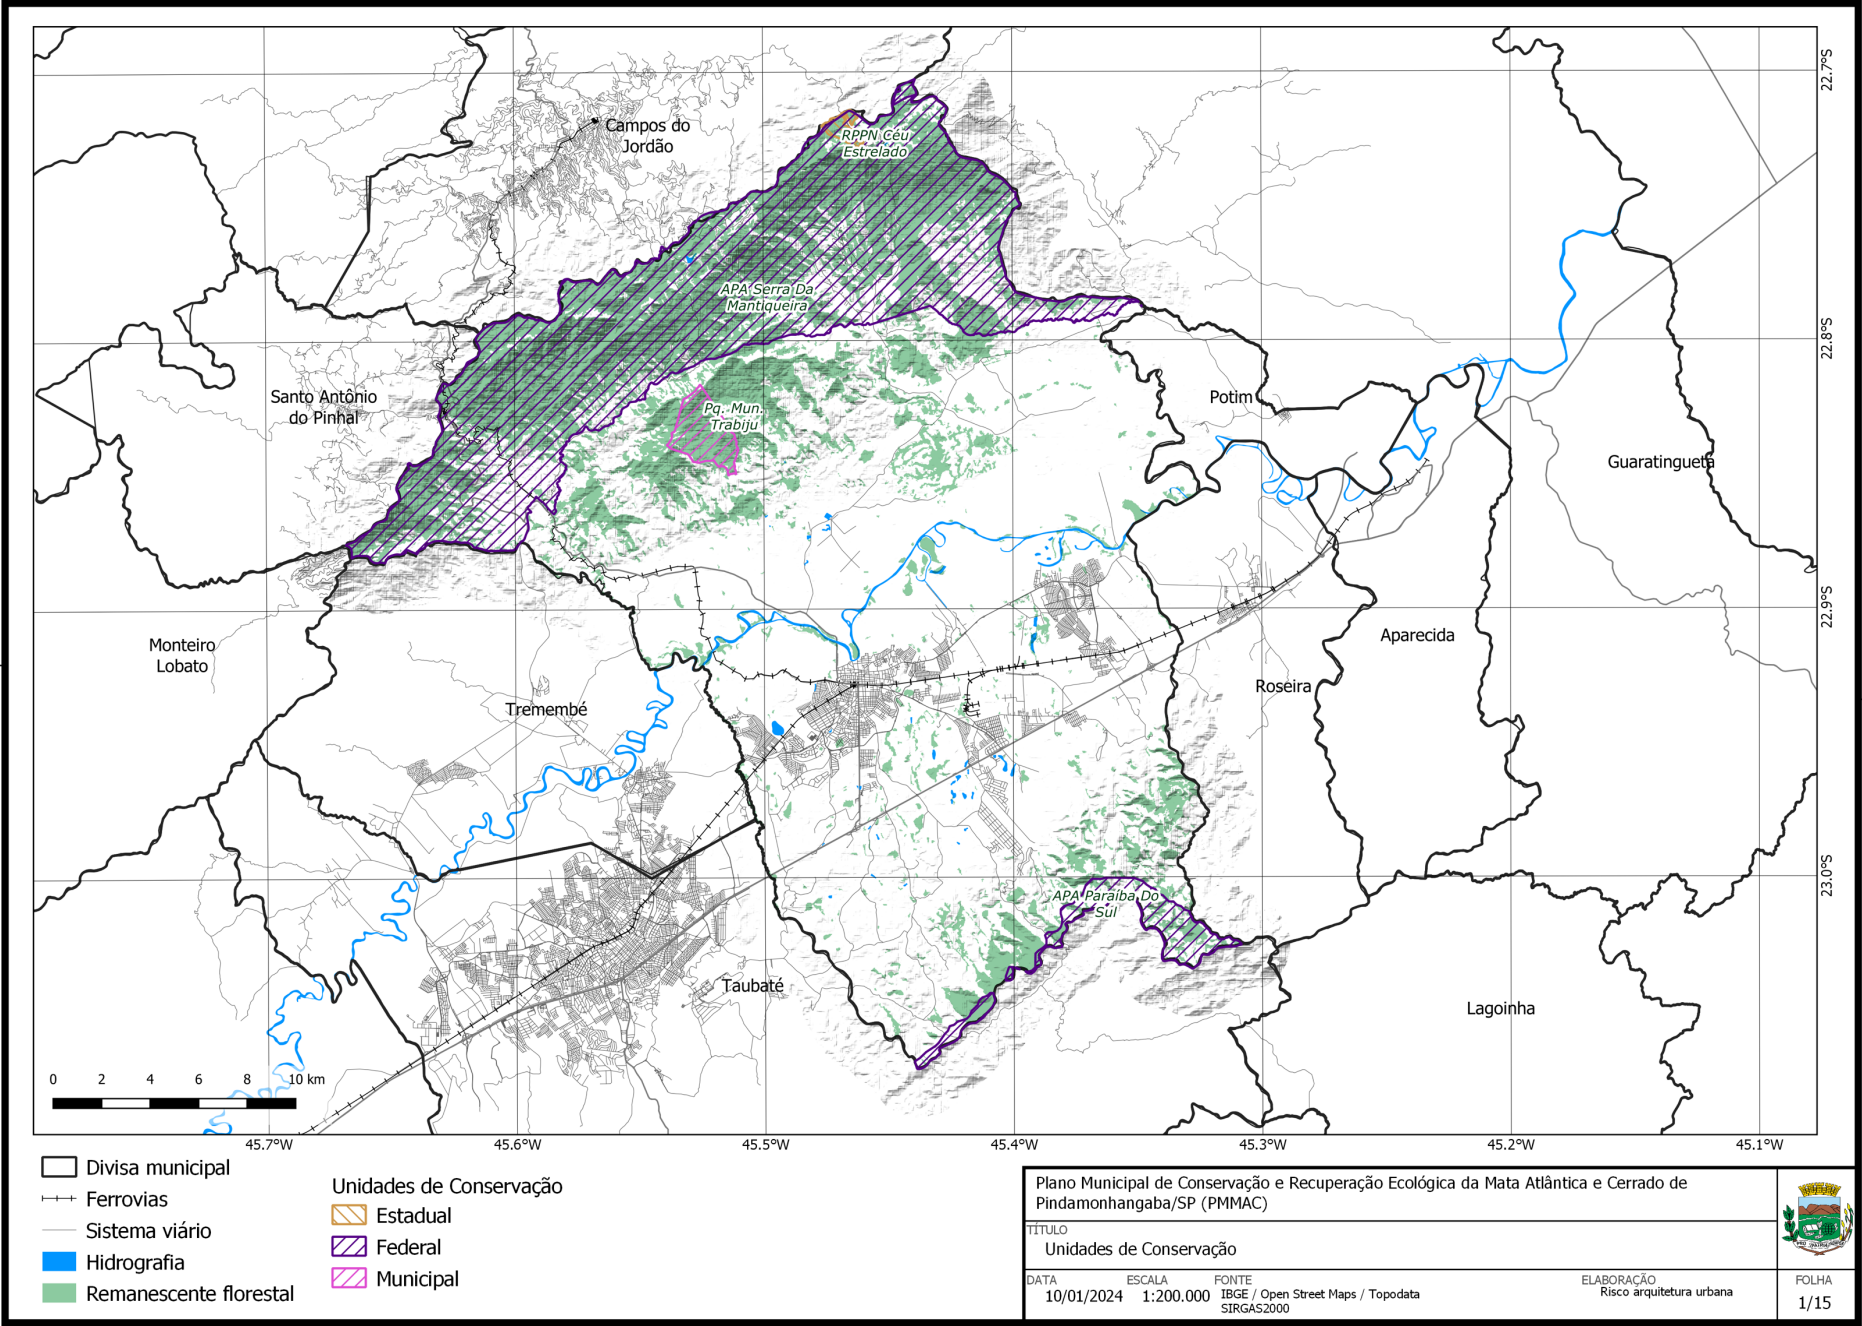 22.7°S
22.8°S
22.9°S
23.0°S
Campos do
Jordão
RPPN Céu
Estrelado
APA Serra Da
Mantiqueira
Santo Antônio
do Pinhal
Pq. Mun.
Trabiju
Potim
Guaratinguetá
Monteiro
Lobato
Tremembé
Aparecida
Roseira
APA Paraíba Do
Sul
Taubaté
Lagoinha
0 2 4 6 8 10 km
45.7°W 45.6°W 45.5°W 45.4°W 45.3°W 45.2°W 45.1°W
Divisa municipal
Ferrovias
Sistema viário
Hidrografia
Remanescente florestal
Unidades de Conservação
Estadual
Federal
Municipal
Plano Municipal de Conservação e Recuperação Ecológica da Mata Atlântica e Cerrado de
Pindamonhangaba/SP (PMMAC)
TÍTULO
Unidades de Conservação
DATA ESCALA FONTE ELABORAÇÃO FOLHA
10/01/2024 1:200.000 IBGE / Open Street Maps / Topodata Risco arquitetura urbana 1/15
SIRGAS2000